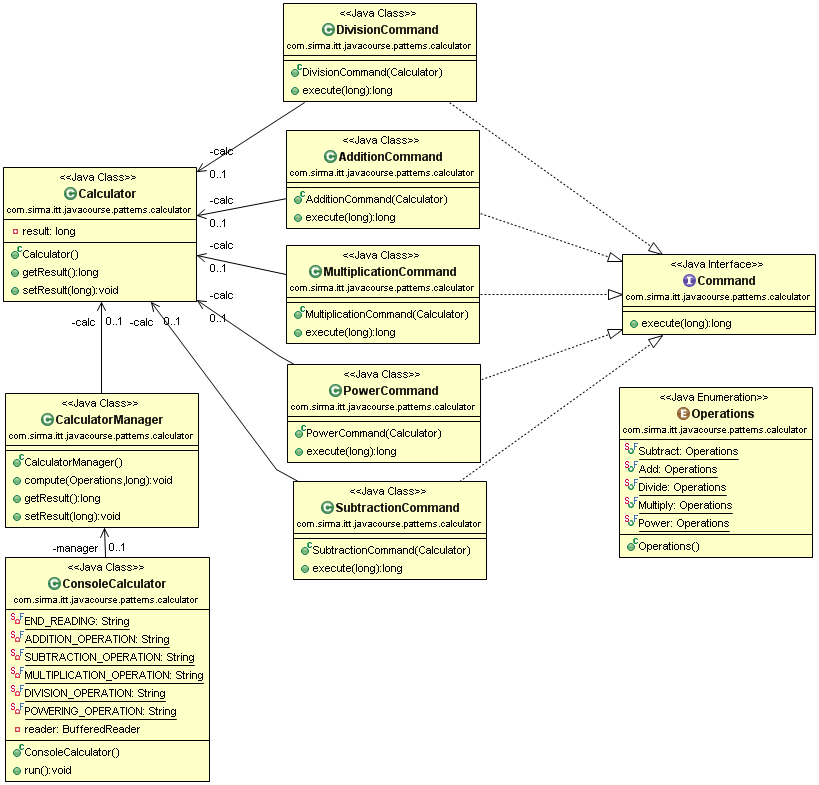 <<Java Class>>
DivisionCommand
com.sirma.itt.javacourse.patterns.calculator
DivisionCommand(Calculator)
execute(long):long
-calc
0..1
<<Java Class>>
AdditionCommand
com.sirma.itt.javacourse.patterns.calculator
AdditionCommand(Calculator)
execute(long):long
-calc
0..1
<<Java Class>>
Calculator
com.sirma.itt.javacourse.patterns.calculator
result: long
Calculator()
getResult():long
setResult(long):void
<<Java Class>>
MultiplicationCommand
com.sirma.itt.javacourse.patterns.calculator
MultiplicationCommand(Calculator)
execute(long):long
-calc
0..1
<<Java Interface>>
Command
com.sirma.itt.javacourse.patterns.calculator
execute(long):long
-calc
0..1
-calc 0..1
-calc 0..1
<<Java Class>>
PowerCommand
com.sirma.itt.javacourse.patterns.calculator
PowerCommand(Calculator)
execute(long):long
<<Java Class>>
CalculatorManager
com.sirma.itt.javacourse.patterns.calculator
CalculatorManager()
compute(Operations,long):void
getResult():long
setResult(long):void
<<Java Enumeration>>
Operations
com.sirma.itt.javacourse.patterns.calculator
Subtract: Operations
Add: Operations
Divide: Operations
Multiply: Operations
Power: Operations
Operations()
<<Java Class>>
SubtractionCommand
com.sirma.itt.javacourse.patterns.calculator
SubtractionCommand(Calculator)
execute(long):long
-manager 0..1
<<Java Class>>
ConsoleCalculator
com.sirma.itt.javacourse.patterns.calculator
END_READING: String
ADDITION_OPERATION: String
SUBTRACTION_OPERATION: String
MULTIPLICATION_OPERATION: String
DIVISION_OPERATION: String
POWERING_OPERATION: String
reader: BufferedReader
ConsoleCalculator()
run():void